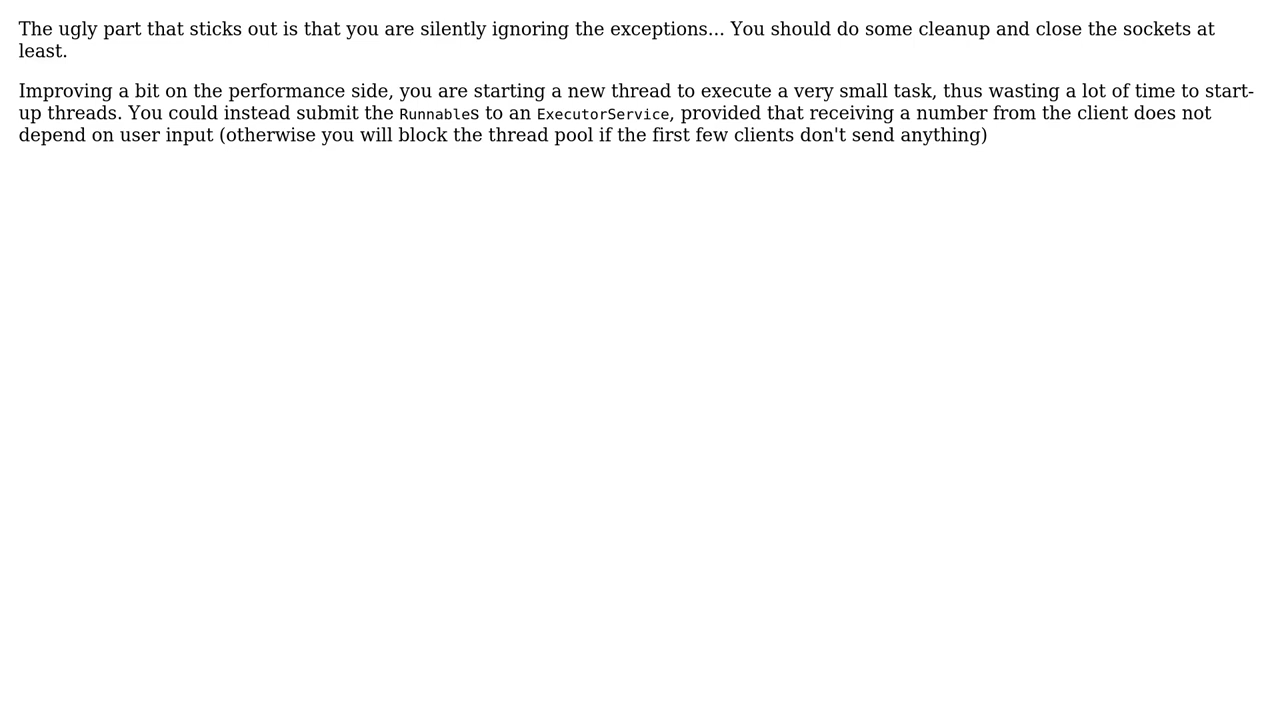 The ugly part that sticks out is that you are silently ignoring the exceptions... You should do some cleanup and close the sockets at
least.
Improving a bit on the performance side, you are starting a new thread to execute a very small task, thus wasting a lot of time to start-
up threads. You could instead submit the Runnables to an ExecutorService, provided that receiving a number from the client does not
depend on user input (otherwise you will block the thread pool if the first few clients don't send anything)